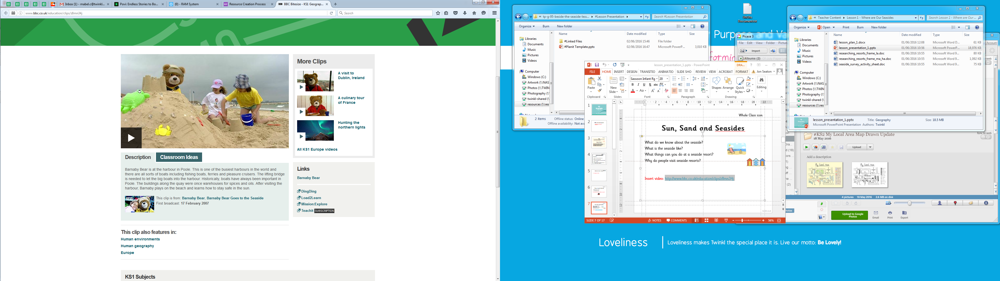 Inbox (1) - mabel.c@twinkl...
Povi: Endless Stories to Bo...
(0) - RAM System
Resource Creation Process
BBC Bitesize - KS1 Geograp...
www.bbc.co.uk/education/clips/z8mn34j
Search
More Clips
A visit to
Dublin, Ireland
A culinary tour
of France
Hunting the
northern lights
All KS1 Europe videos
Description
Classroom Ideas
Barnaby Bear is at the harbour in Poole. This is one of the busiest harbours in the world and
there are all sorts of boats including fishing boats, ferries and pleasure cruisers. The lifting bridge
is needed to let the big boats into the harbour. Historically, boats have always been important in
Poole. The buildings along the quay were once warehouses for spices and oils. After visiting the
harbour, Barnaby plays on the beach and learns how to stay safe in the sun.
This clip is from: Barnaby Bear, Barnaby Bear Goes to the Seaside
First broadcast: 17 February 2007
Links
Barnaby Bear
DingDing
Load2Learn
Mission:Explore
Teachit SUBSCRIPTION
This clip also features in:
Human environments
Human geography
Europe
KS1 Subjects
tp-g-95-beside-the-seaside-less...
#Lesson Presentation
Search #Lesson Presentation
Organize
Burn
New folder
Name
Date modified
Type
Size
Libraries
Documents
Music
Pictures
Videos
Computer
Windows (C:)
Artwork (\\NAS
Photos (\\TWIN
Photography (\
twinkl-shared (
resources (\\res
#Linked Files
02/06/2016 15:46
File folder
#Planit Template.pptx
02/06/2016 16:47
Microsoft PowerP...
3,010 KB
2 items
Offline status: Online
Offline availability: Not ava
UhOhs
Document.txt
Purpose and Va
forming
Picasa 3
File Edit View Folder Pictur
Import
Albums (2)
Teacher Content
Lesson 1 - Where are Our Seasides
Search Lesson 1 - Where are Our ...
Organize
Open
Print
Burn
New folder
Name
Date modified
Type
Size
Libraries
Documents
Music
Pictures
Videos
Computer
Windows (C:)
Artwork (\\NAS
Photos (\\TWIN
Photography (\
twinkl-shared (
resources (\\res
lesson_plan_1.docx
01/06/2016 12:08
Microsoft Word D...
61 KB
lesson_presentation_1.pptx
01/06/2016 10:56
Microsoft PowerP...
18,976 KB
researching_resorts_frame_la.doc
01/06/2016 10:55
Microsoft Word 9...
80 KB
researching_resorts_frame_ma_ha.doc
01/06/2016 10:55
Microsoft Word 9...
1,092 KB
seaside_survey_activity_sheet.doc
01/06/2016 10:55
Microsoft Word 9...
75 KB
lesson_presentation_1.pptx
Title: Geography
Size: 18.5 MB
Microsoft PowerPoint Presentation
Authors: Twinkl
Account
lesson_presentation_1.pptx - PowerPoint
DRA...
FILE HOME INSERT DESIGN TRANSITIO ANIMATIO SLIDE SHO REVIEW VIEW ACROBAT FORMAT
Jon Seaton
Sassoon Infant Rg
20
Paste
New
Slide
Shapes
Arrange
Quick
Styles
Editing
Clipboard
Slides
Font
Paragraph
Drawing
Whole Class icon
Sun, Sand and Seasides
What do we know about the seaside?
What is the seaside like?
What things can you do at a seaside resort?
Why do people visit seaside resorts?
Insert video: http://www.bbc.co.uk/education/clips/z8mn34j
1
2
3
4
5
6
7
SLIDE 7 OF 17
NOTES
COMMENTS
56%
#KS2 My Local Area Map Drawn Update
18 May 2016
Sync to web
Upload
Add a description
My Local Area
My Local Area
4 pictures
18 May 2016
2.6 MB on disk
Upload to Google
Photos
Email
Print
Export
Loveliness
Loveliness makes Twinkl the special place it is. Live our motto: Be Lovely!